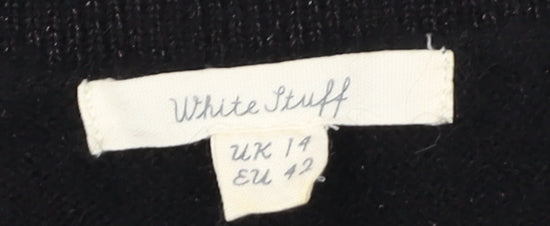 White Stuff
UK 14
EU 42